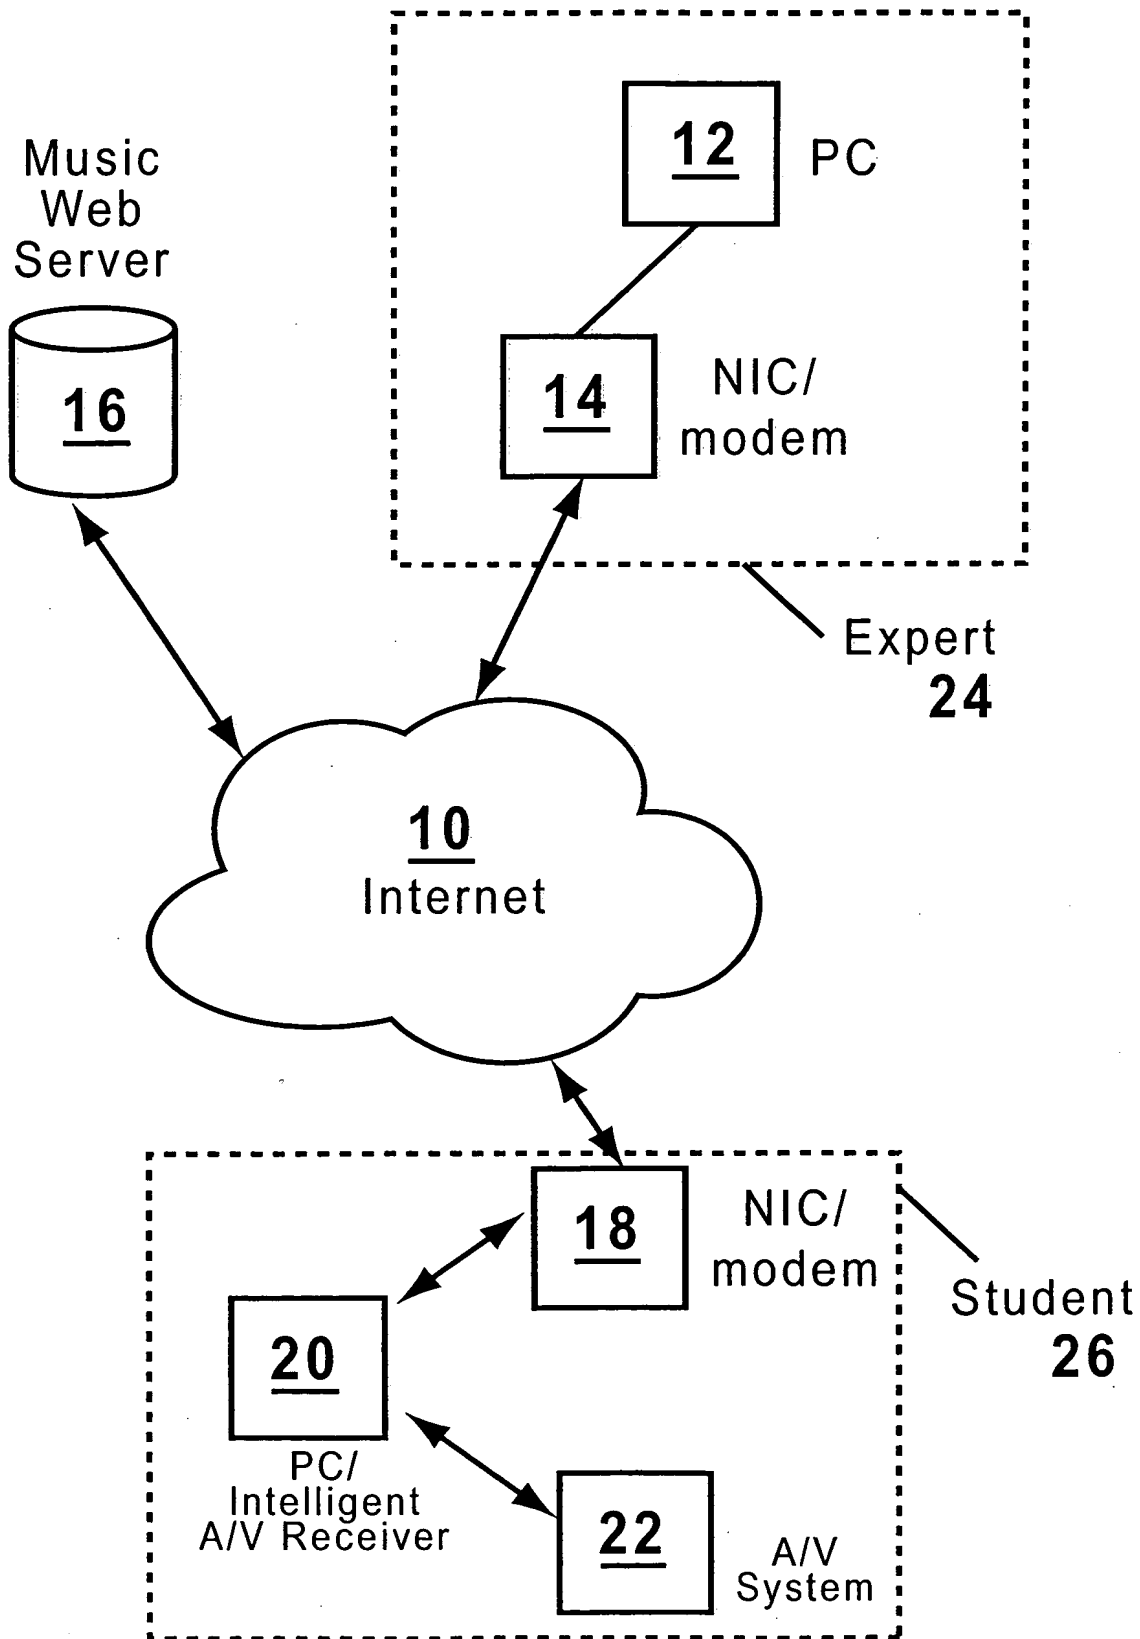 12
PC
Music
Web
Server
16
14
NIC/
modem
Expert
24
10
Internet
18
NIC/
modem
Student
26
20
PC/
Intelligent
A/V Receiver
22
A/V
System